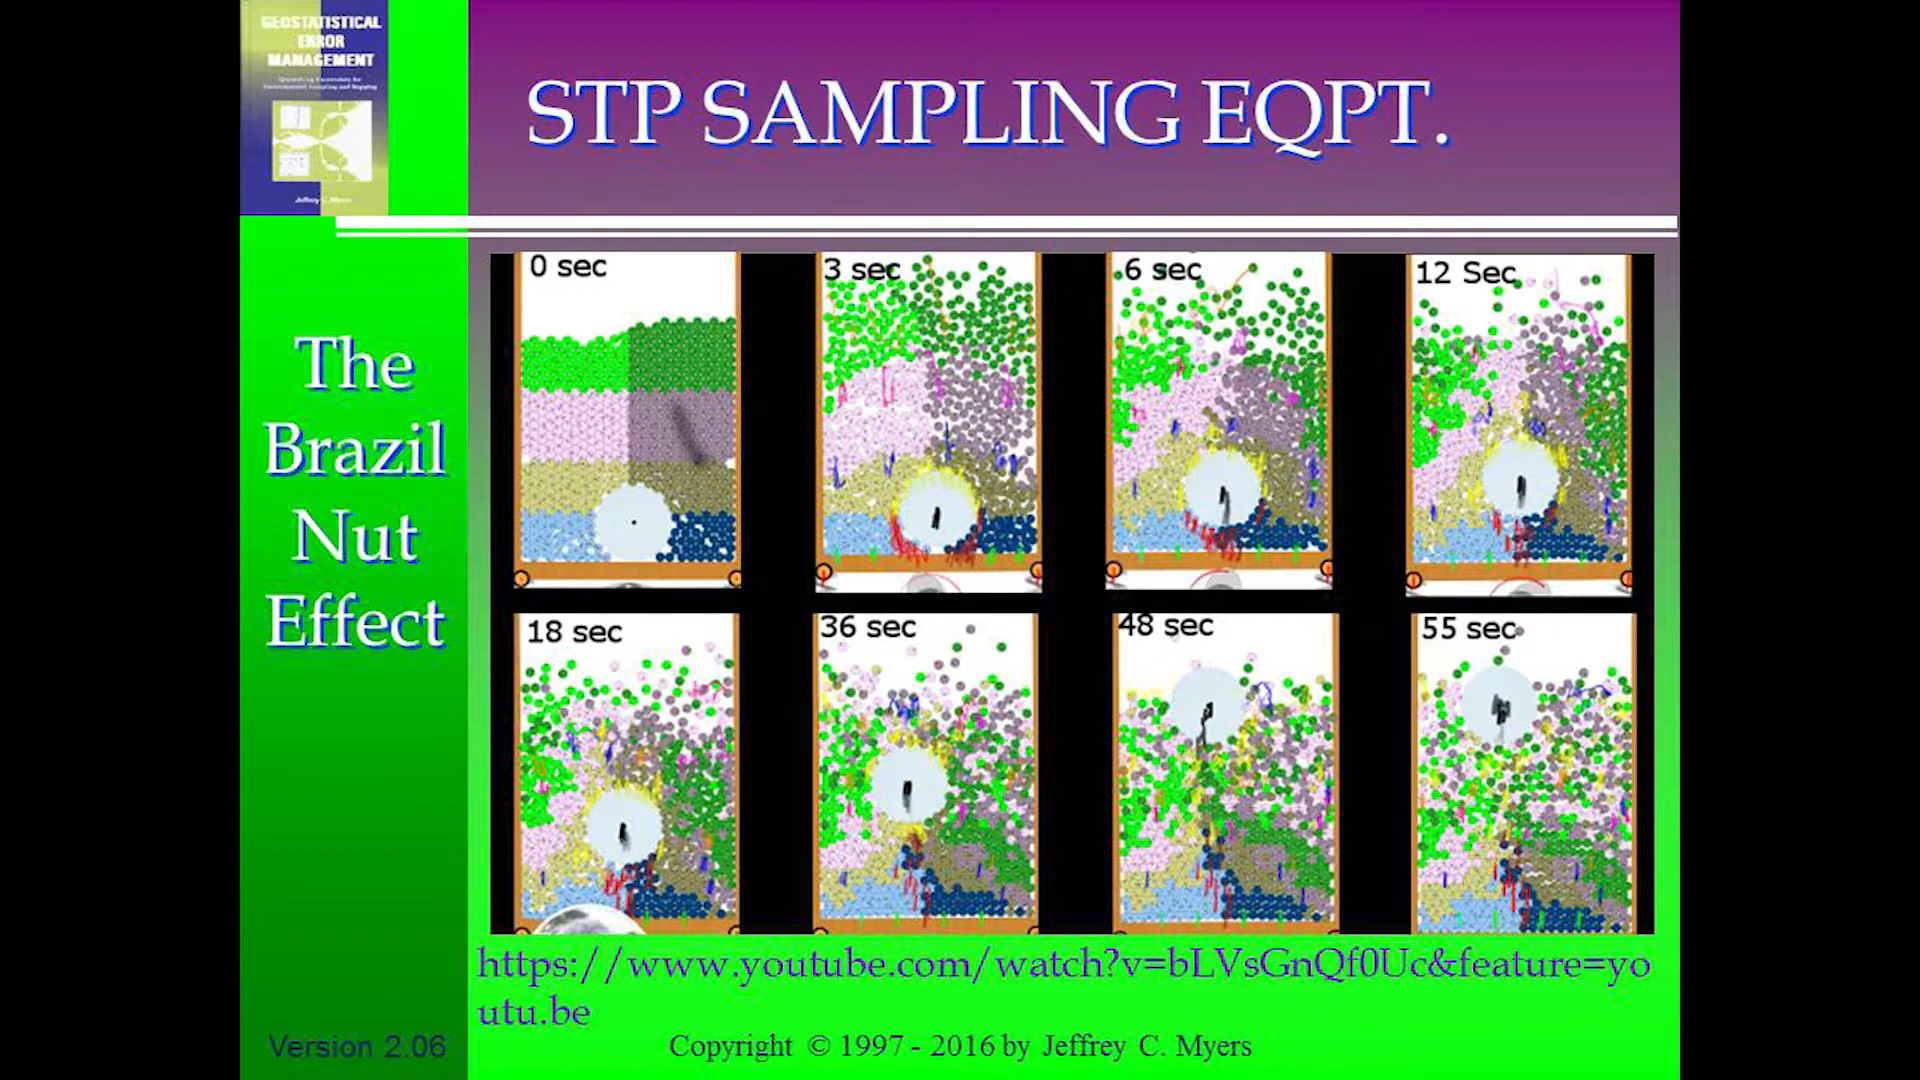 GEOSTATISTICAL
ERROR
MANAGEMENT
Jeffrey C. Myers
STP SAMPLING EQPT.
The
Brazil
Nut
Effect
0 sec
3 sec
6 sec
12 Sec
18 sec
36 sec
48 sec
55 sec
https://www.youtube.com/watch?v=bLVsGnQf0Uc&feature=yo
utu.be
Version 2.06
Copyright © 1997 - 2016 by Jeffrey C. Myers